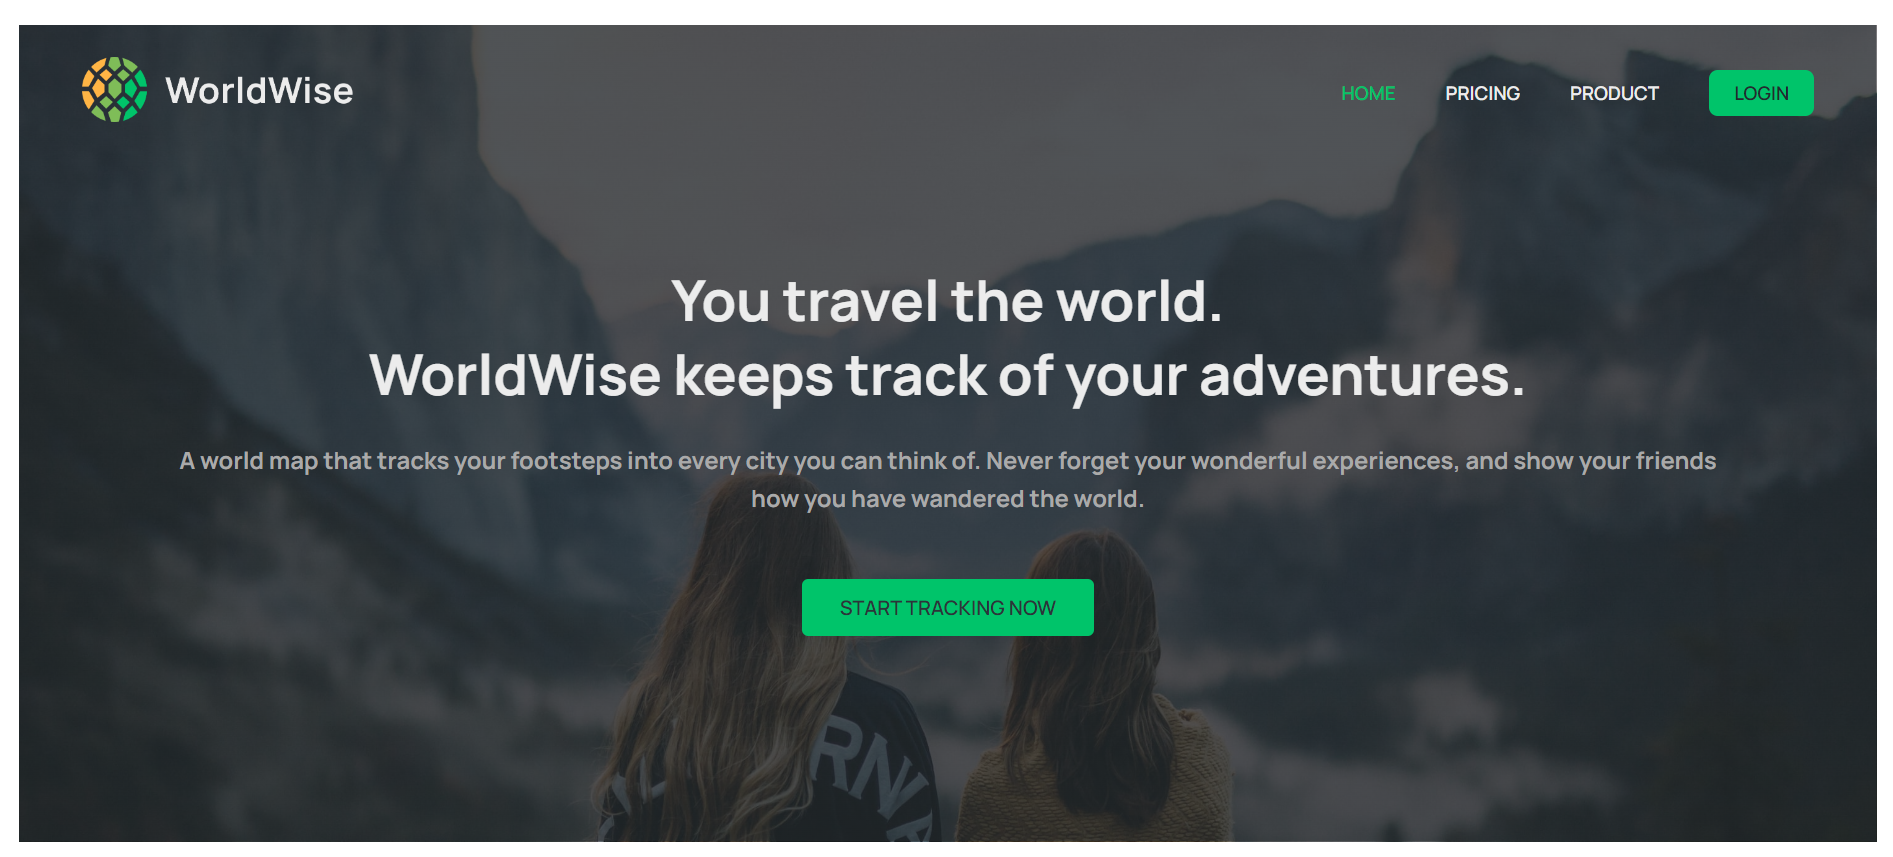 WorldWise
HOME
PRICING
PRODUCT
LOGIN
You travel the world.
WorldWise keeps track of your adventures.
A world map that tracks your footsteps into every city you can think of. Never forget your wonderful experiences, and show your friends
how you have wandered the world.
START TRACKING NOW